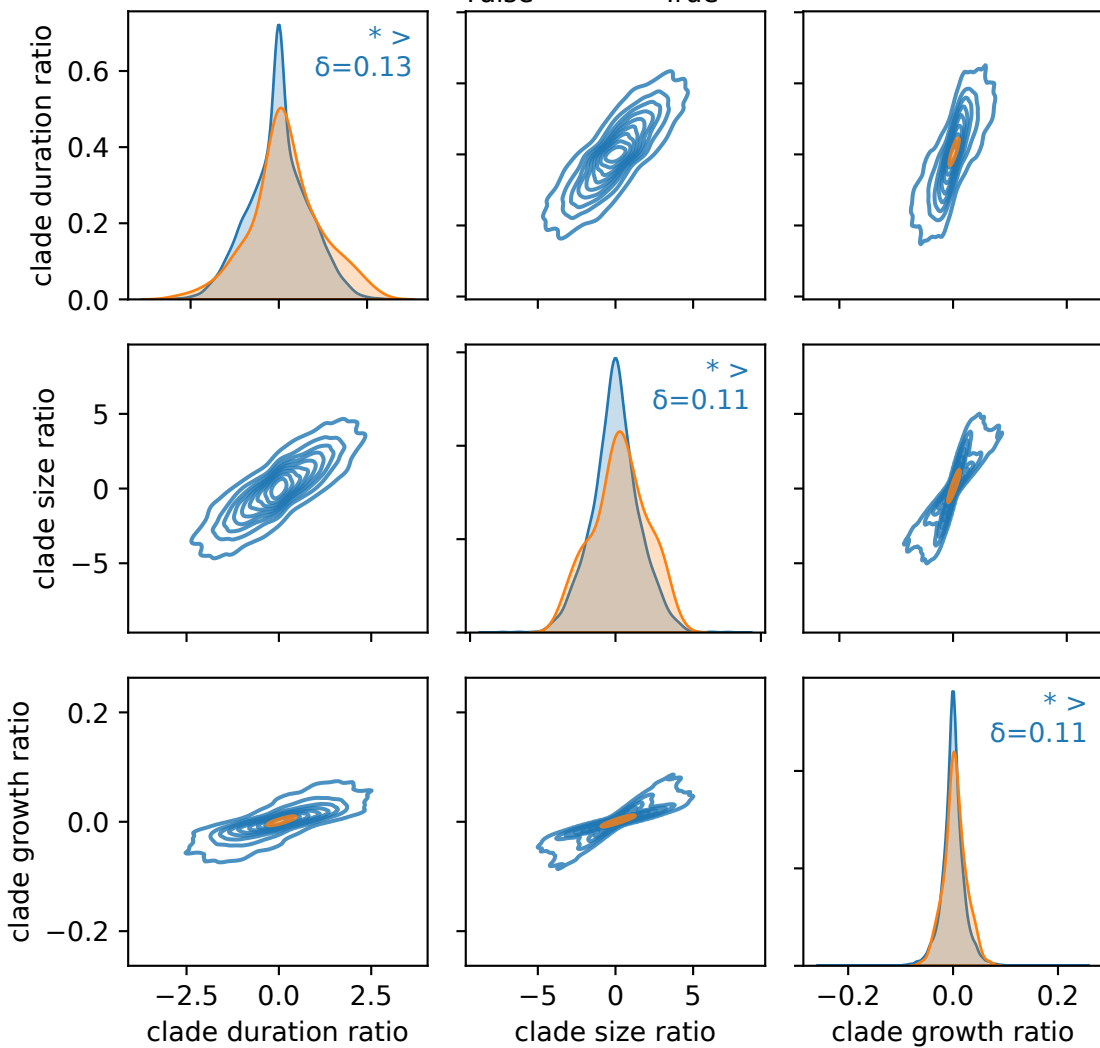 clade duration ratio
0.6
0.4
0.2
0.0
* >
δ=0.13
clade size ratio
5
0
−5
* >
δ=0.11
clade growth ratio
0.2
0.0
−0.2
* >
δ=0.11
−2.5 0.0 2.5
−5 0 5
−0.2 0.0 0.2
clade duration ratio
clade size ratio
clade growth ratio